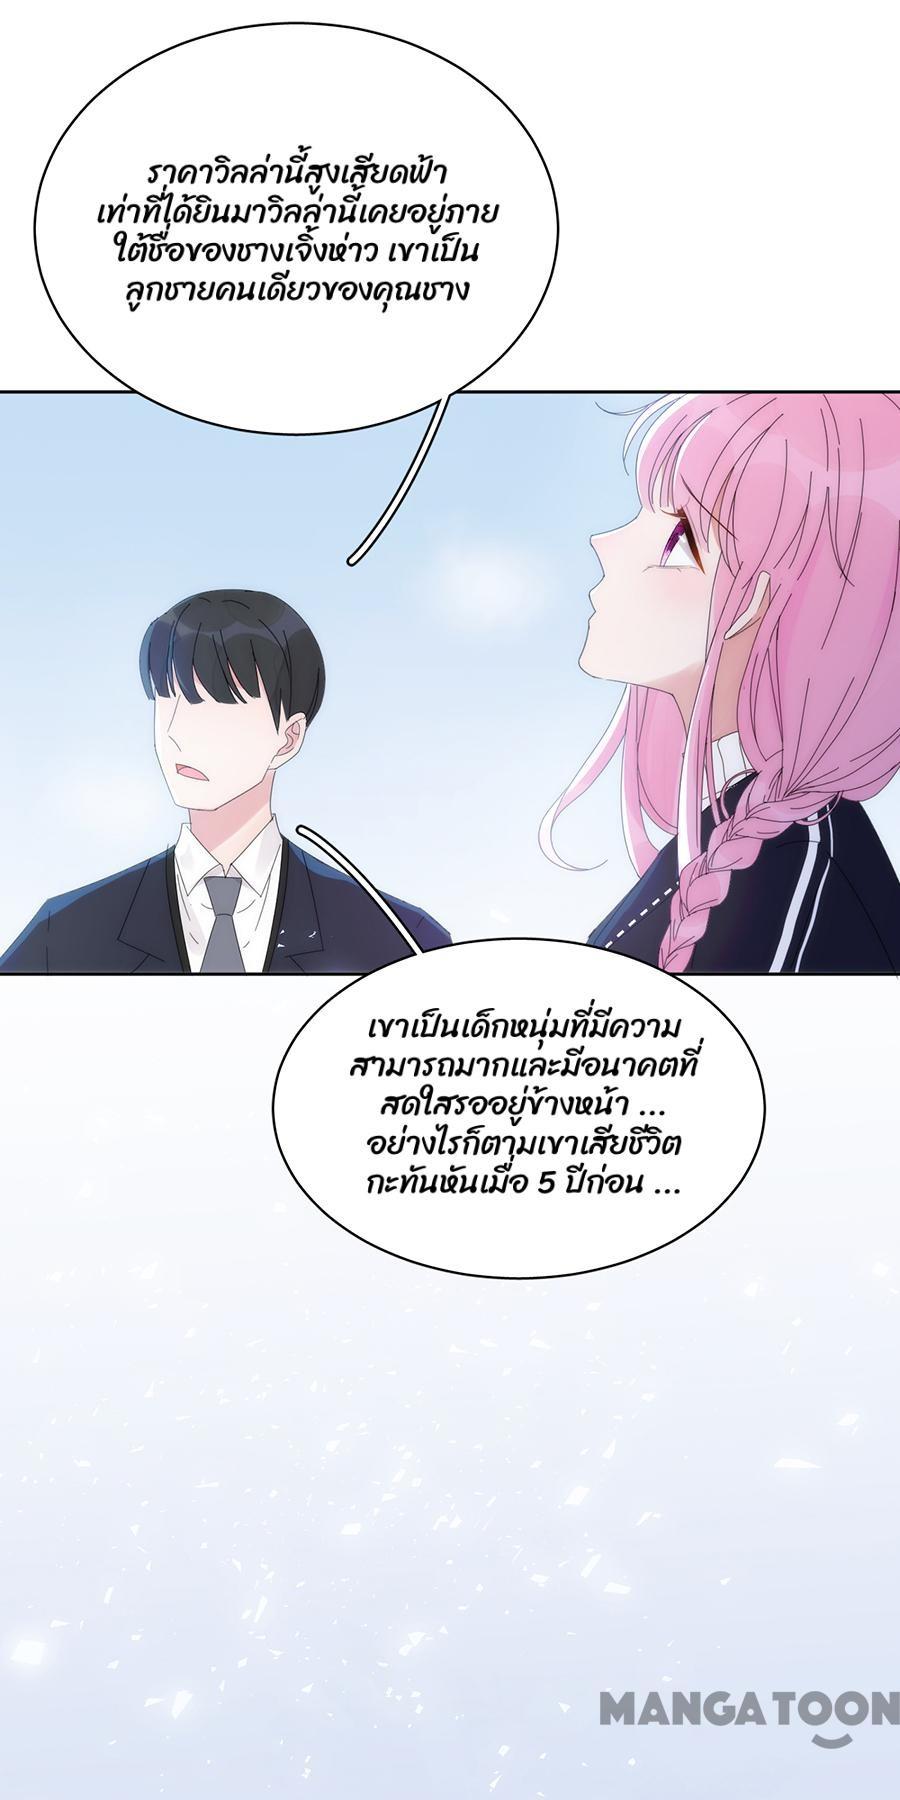 ราคาวิลล่านี้สูงเสียดฟ้า
เท่าที่ได้ยินมาวิลล่านี้เคยอยู่ภาย
ใต้ชื่อของชางเจิ้งห่าว เขาเป็น
ลูกชายคนเดียวของคุณชาง
เขาเป็นเด็กหนุ่มที่มีความ
สามารถมากและมีอนาคตที่
สดใสรออยู่ข้างหน้า ...
อย่างไรก็ตามเขาเสียชีวิต
กะทันหันเมื่อ 5 ปีก่อน ...
MANGATOON